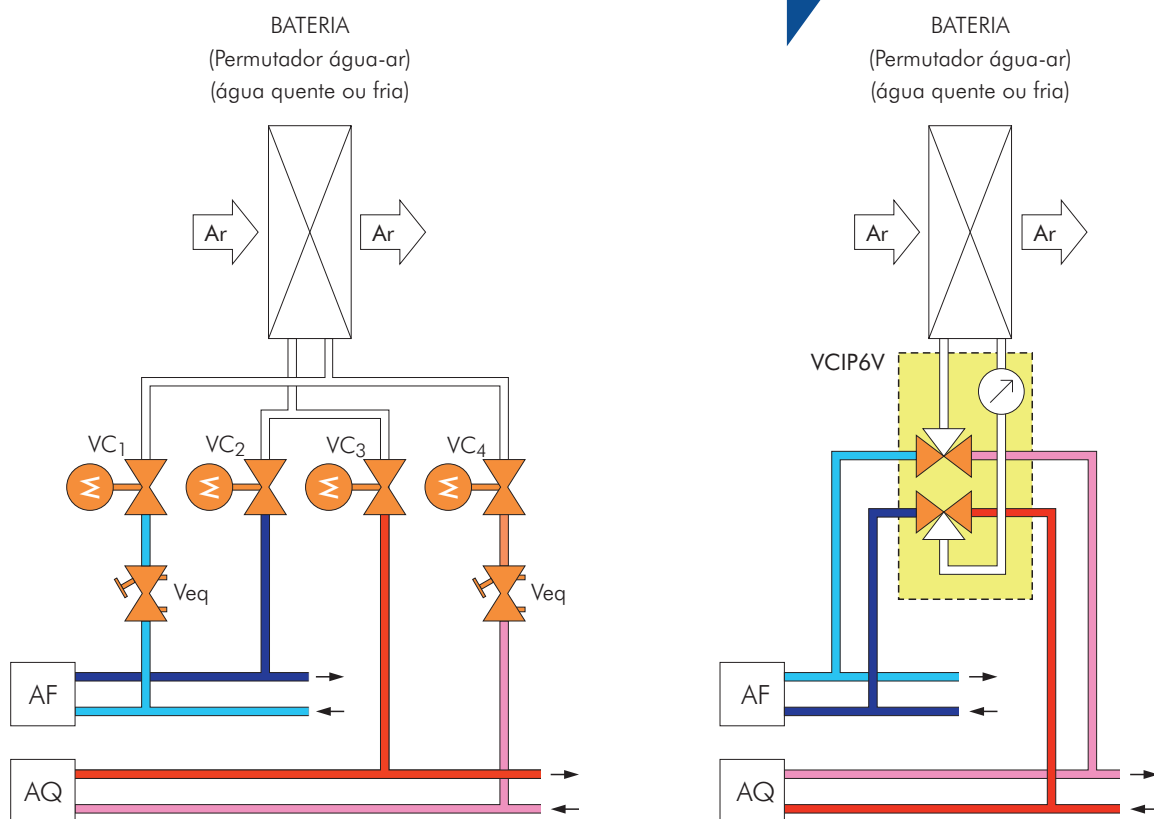 BATERIA
(Permutador água-ar)
(água quente ou fria)
Ar
Ar
VC1
VC2
VC3
VC4
Veq
Veq
AF
AQ
BATERIA
(Permutador água-ar)
(água quente ou fria)
Ar
Ar
VCIP6V
AF
AQ